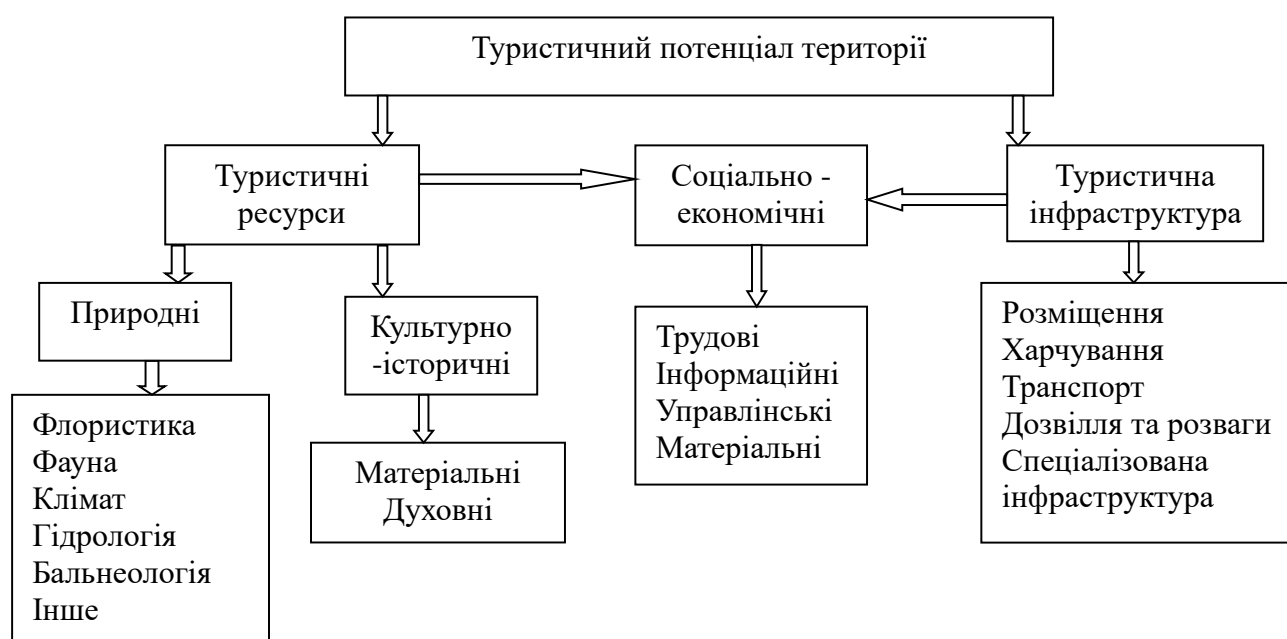 Туристичний потенціал території
Туристичні
ресурси
Соціально -
економічні
Туристична
інфраструктура
Природні
Культурно
-історичні
Трудові
Інформаційні
Управлінські
Матеріальні
Розміщення
Харчування
Транспорт
Дозвілля та розваги
Спеціалізована
інфраструктура
Флористика
Фауна
Клімат
Гідрологія
Бальнеологія
Інше
Матеріальні
Духовні